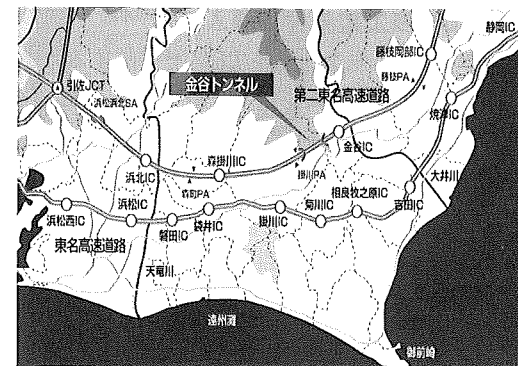 静岡IC
藤枝岡部IC
藤枝PA
引佐JCT
浜松浜北SA
金谷トンネル
第二東名高速道路
焼津IC
金谷IC
掛川PA
森掛川IC
浜北IC
森町PA
大井川
相良牧之原IC
吉田IC
浜松西IC
浜松IC
磐田IC
袋井IC
掛川IC
菊川IC
東名高速道路
天竜川
遠州灘
御前崎